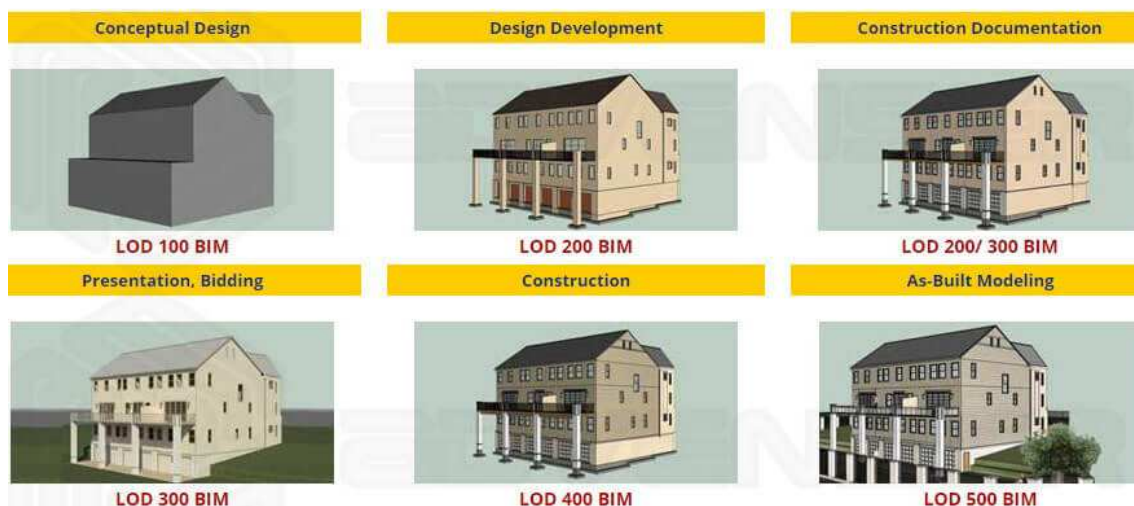 Conceptual Design
Design Development
Construction Documentation
LOD 100 BIM
LOD 200 BIM
LOD 200/ 300 BIM
Presentation, Bidding
Construction
As-Built Modeling
LOD 300 BIM
LOD 400 BIM
LOD 500 BIM